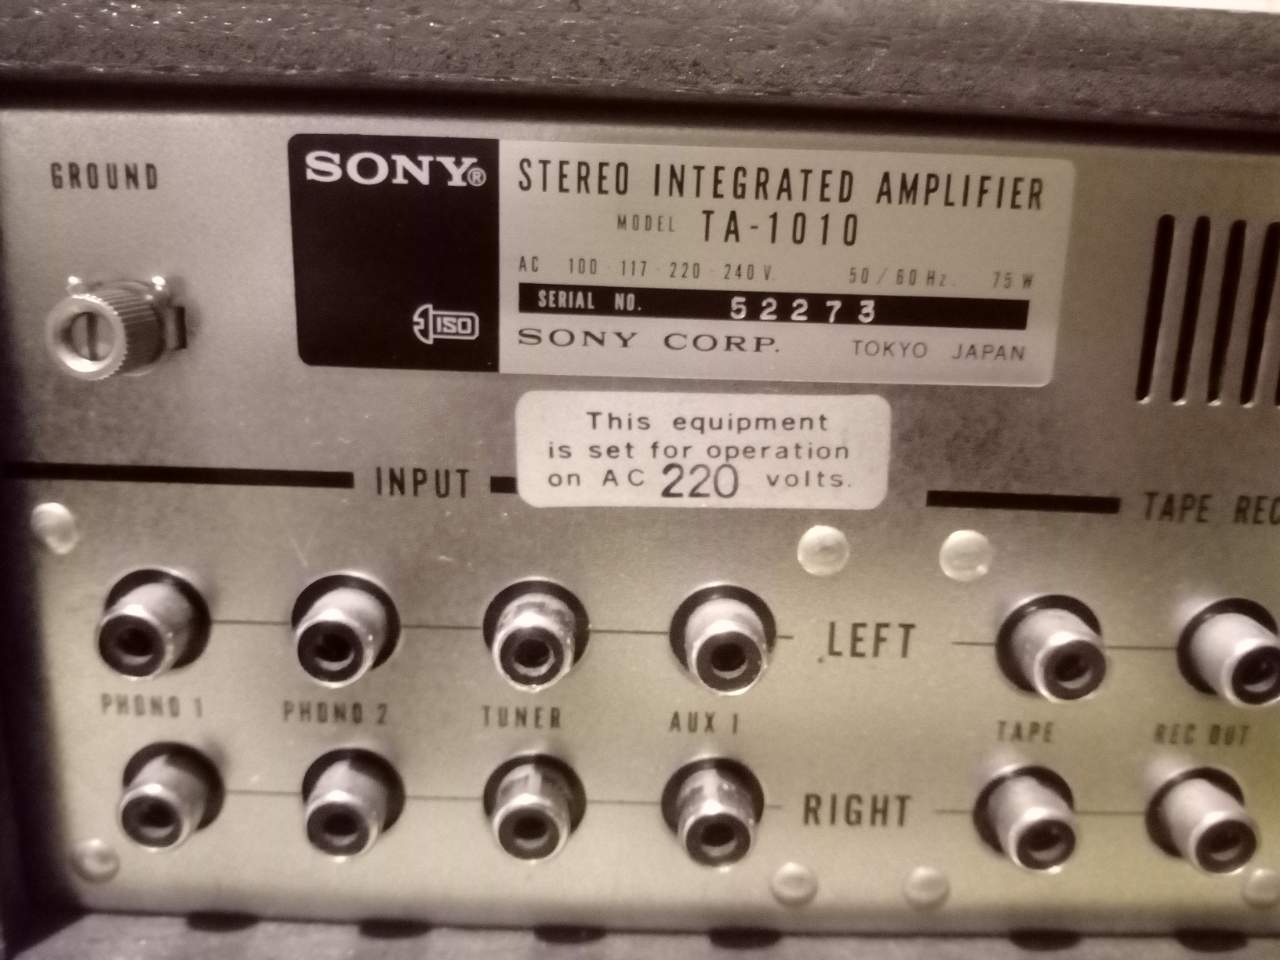 GROUND
SONY®
ISO
STEREO INTEGRATED AMPLIFIER
MODEL TA-1010
AC 100 · 117 · 220 · 240 V. 50 / 60 Hz. 75 W
SERIAL NO. 52273
SONY CORP. TOKYO JAPAN
This equipment
is set for operation
on AC 220 volts.
INPUT
TAPE REC
LEFT
PHONO 1 PHONO 2 TUNER AUX 1 TAPE REC OUT
RIGHT